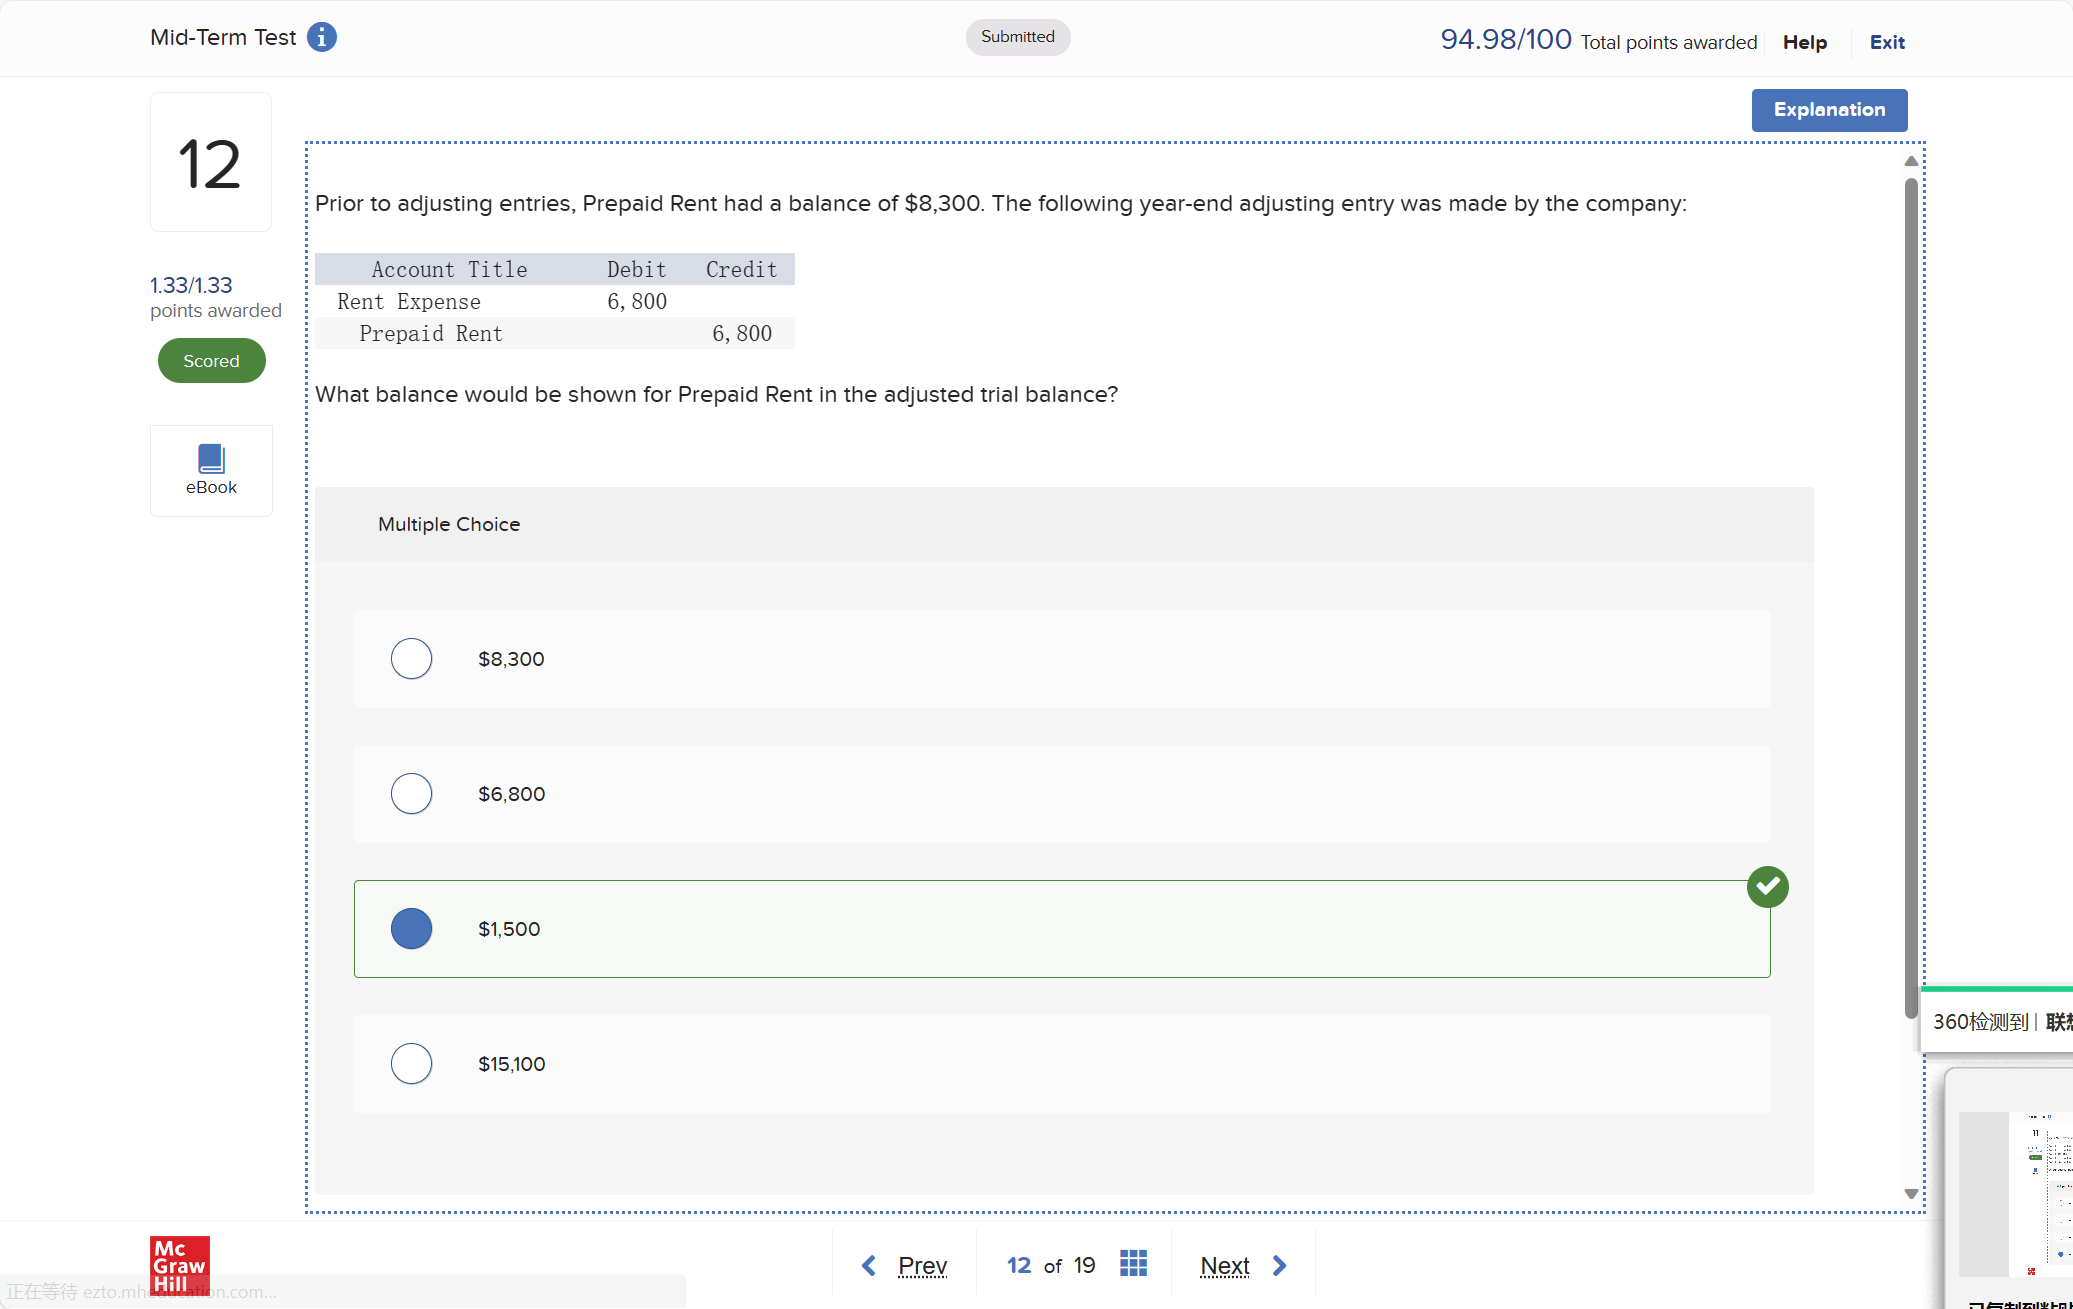 Mid-Term Test
Submitted
94.98/100 Total points awarded
Help
Exit
Explanation
12
1.33/1.33
points awarded
Scored
eBook
Prior to adjusting entries, Prepaid Rent had a balance of $8,300. The following year-end adjusting entry was made by the company:
Account Title Debit Credit
Rent Expense 6,800
Prepaid Rent 6,800
What balance would be shown for Prepaid Rent in the adjusted trial balance?
Multiple Choice
$8,300
$6,800
$1,500
$15,100
360检测到 | 联想
11
Mc
Graw
Hill
正在等待 ezto.mheducation.com...
Prev
12 of 19
Next